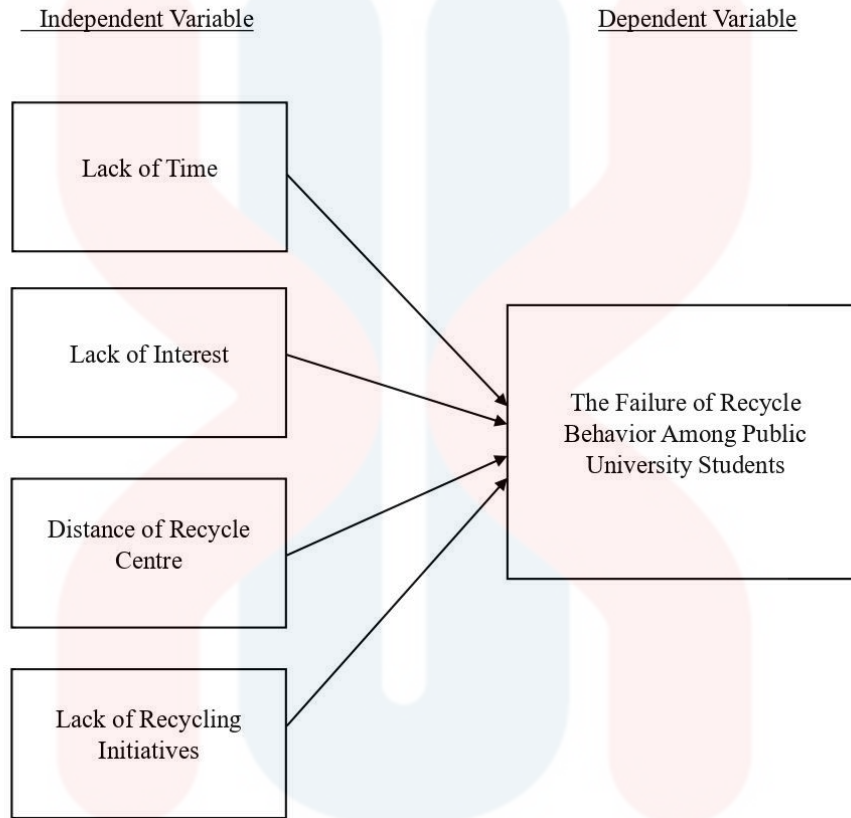 Independent Variable
Dependent Variable
Lack of Time
Lack of Interest
Distance of Recycle
Centre
Lack of Recycling
Initiatives
The Failure of Recycle
Behavior Among Public
University Students